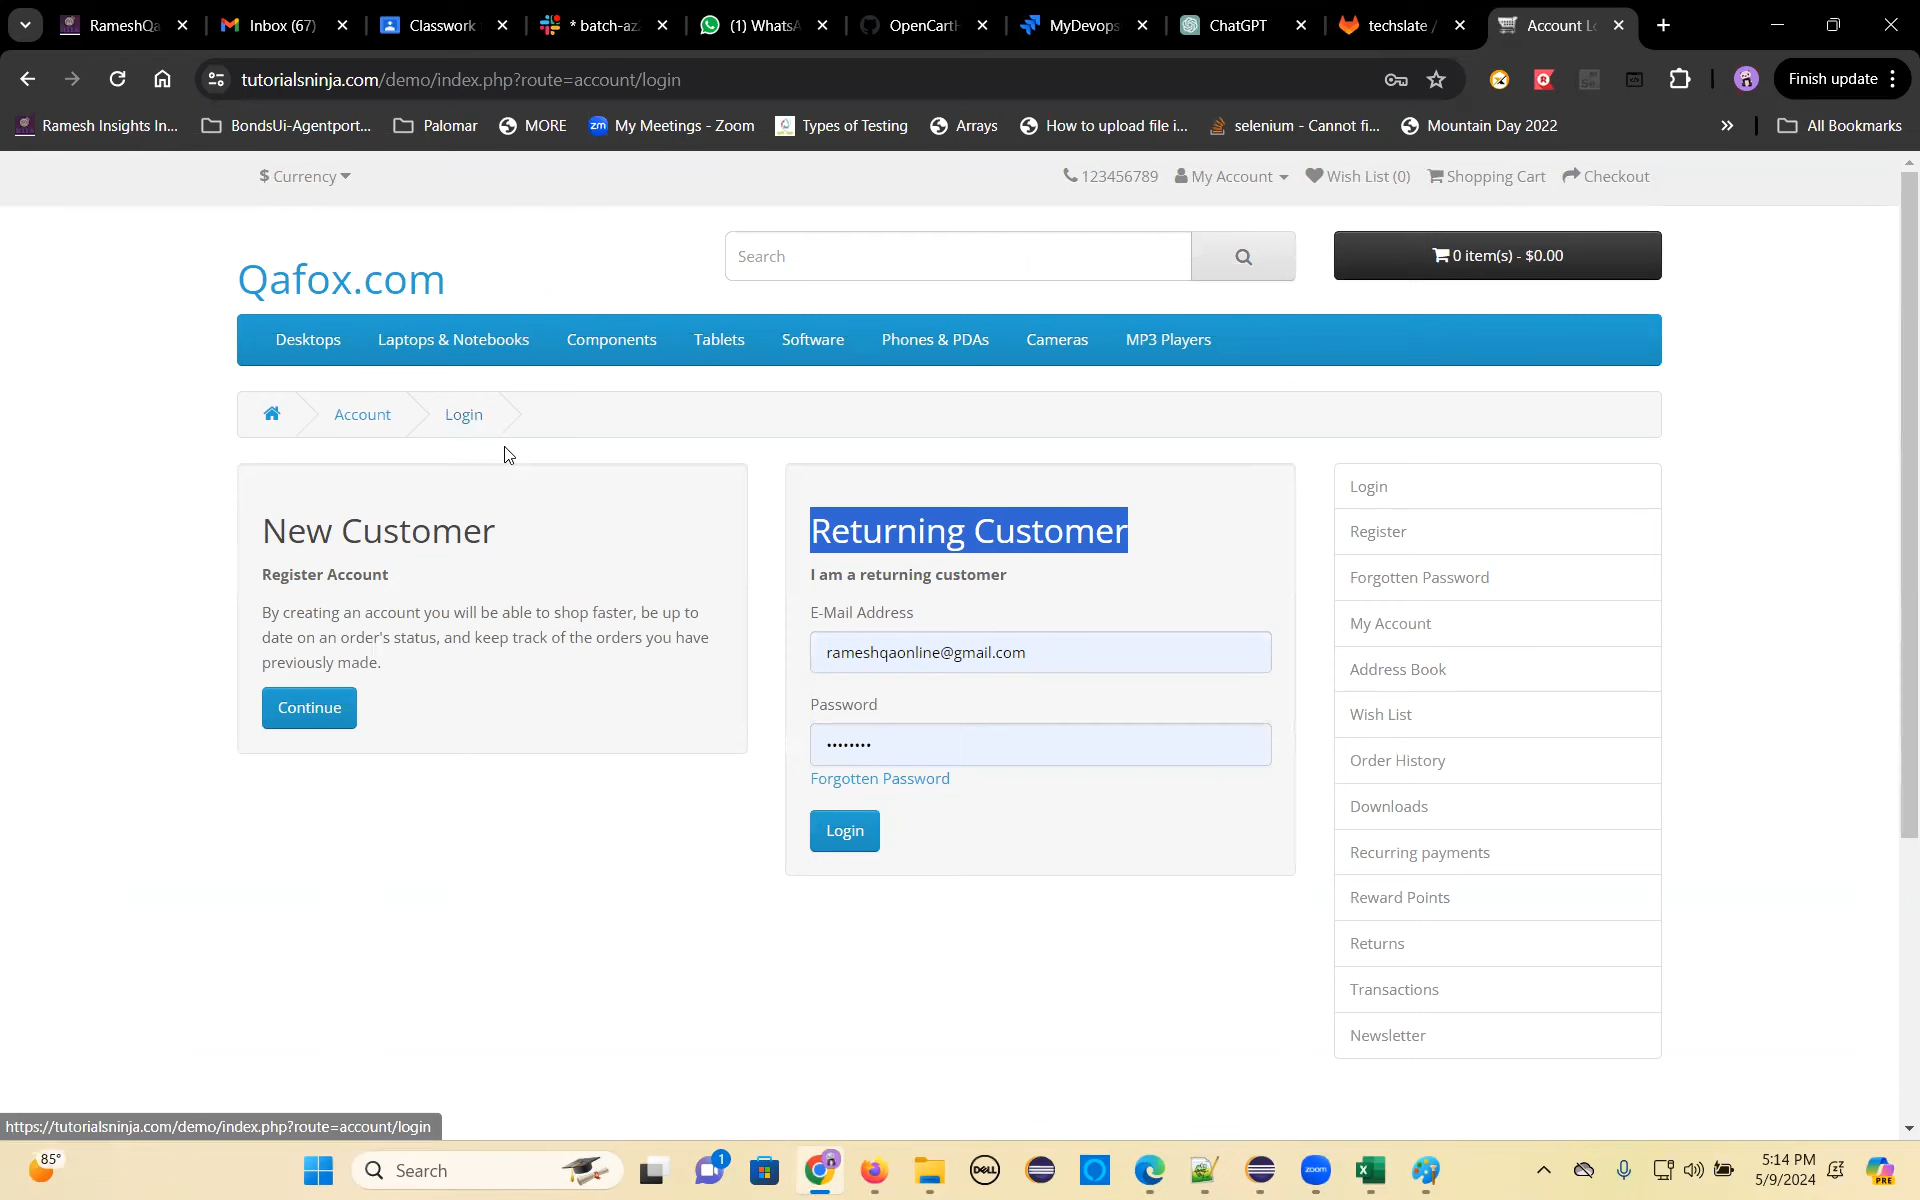 RameshQa
Inbox (67)
Classwork
* batch-az
(1) WhatsA
OpenCartH
MyDevops
ChatGPT
techslate /
Account Lo
tutorialsninja.com/demo/index.php?route=account/login
Finish update
Ramesh Insights In...
BondsUi-Agentport...
Palomar
MORE
My Meetings - Zoom
Types of Testing
Arrays
How to upload file i...
selenium - Cannot fi...
Mountain Day 2022
All Bookmarks
$ Currency
123456789
My Account
Wish List (0)
Shopping Cart
Checkout
Qafox.com
Search
0 item(s) - $0.00
Desktops
Laptops & Notebooks
Components
Tablets
Software
Phones & PDAs
Cameras
MP3 Players
Account
Login
New Customer
Register Account
By creating an account you will be able to shop faster, be up to
date on an order's status, and keep track of the orders you have
previously made.
Continue
Returning Customer
I am a returning customer
E-Mail Address
rameshqaonline@gmail.com
Password
Forgotten Password
Login
Login
Register
Forgotten Password
My Account
Address Book
Wish List
Order History
Downloads
Recurring payments
Reward Points
Returns
Transactions
Newsletter
https://tutorialsninja.com/demo/index.php?route=account/login
85°
Search
1
DELL
zoom
PRE
5:14 PM
5/9/2024